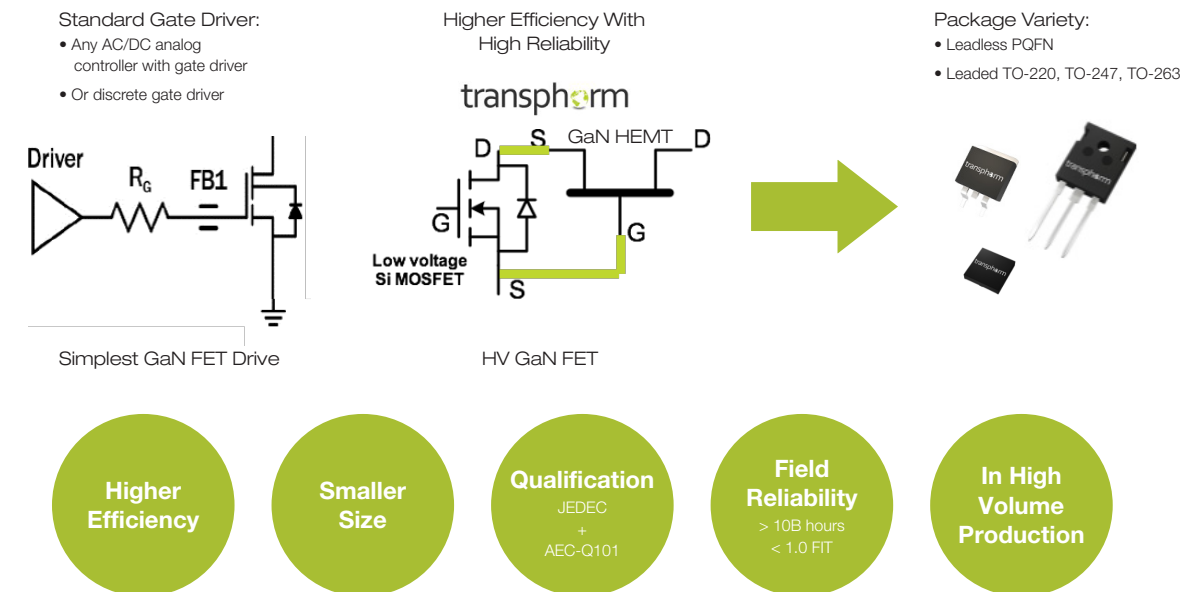 Standard Gate Driver:
• Any AC/DC analog
controller with gate driver
• Or discrete gate driver
Higher Efficiency With
High Reliability
transphorm
Package Variety:
• Leadless PQFN
• Leaded TO-220, TO-247, TO-263
Driver
RG
FB1
D
S
GaN HEMT
D
G
G
Low voltage
Si MOSFET
S
transphorm
transphorm
transphorm
Simplest GaN FET Drive
HV GaN FET
Higher
Efficiency
Smaller
Size
Qualification
JEDEC
+
AEC-Q101
Field
Reliability
> 10B hours
< 1.0 FIT
In High
Volume
Production